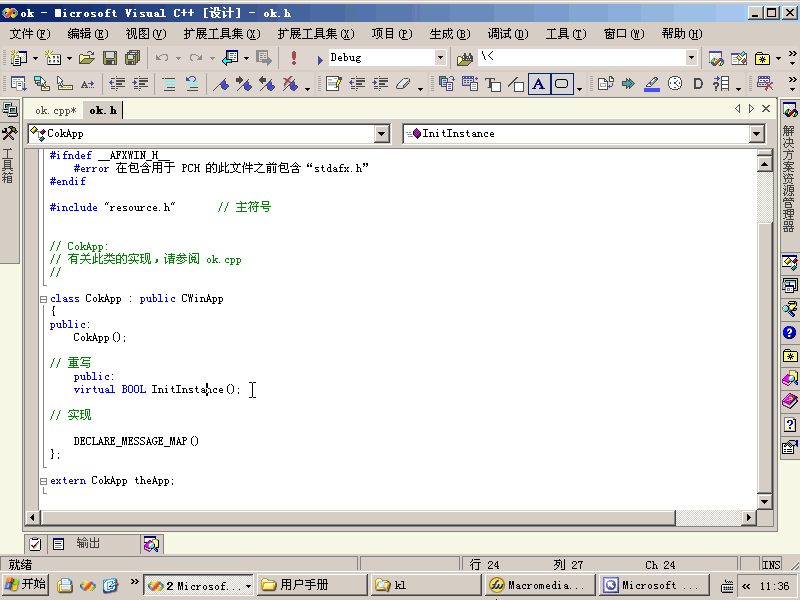 ok - Microsoft Visual C++ [设计] - ok.h
文件(F) 编辑(E) 视图(V) 扩展工具集(X) 扩展工具集(X) 项目(P) 生成(B) 调试(D) 工具(T) 窗口(W) 帮助(H)
Debug \<
ok.cpp* ok.h
CokApp InitInstance
工具箱
解决方案资源管理器
#ifndef __AFXWIN_H__
#error 在包含用于 PCH 的此文件之前包含“stdafx.h”
#endif
#include "resource.h" // 主符号
// CokApp:
// 有关此类的实现，请参阅 ok.cpp
//
class CokApp : public CWinApp
{
public:
CokApp();
// 重写
public:
virtual BOOL InitInstance();
// 实现
DECLARE_MESSAGE_MAP()
};
extern CokApp theApp;
输出
就绪 行 24 列 27 Ch 24 INS
开始 » 2 Microsof... 用户手册 kl Macromedia... Microsoft ... « 11:36